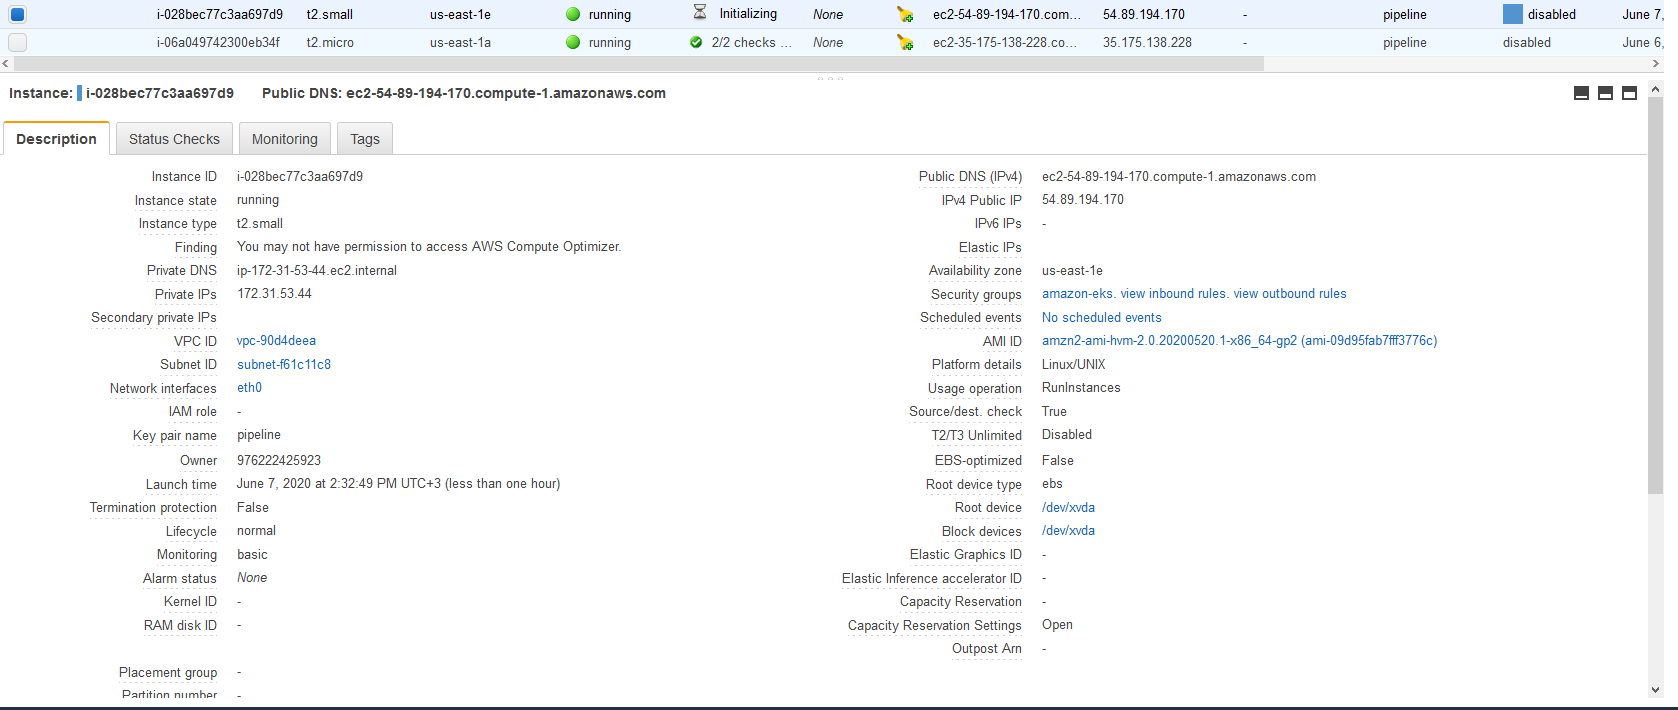 i-028bec77c3aa697d9 t2.small us-east-1e running Initializing None ec2-54-89-194-170.com... 54.89.194.170 - pipeline disabled June 7,
i-06a049742300eb34f t2.micro us-east-1a running 2/2 checks ... None ec2-35-175-138-228.co... 35.175.138.228 - pipeline disabled June 6,
Instance: i-028bec77c3aa697d9 Public DNS: ec2-54-89-194-170.compute-1.amazonaws.com
Description Status Checks Monitoring Tags
Instance ID i-028bec77c3aa697d9 Public DNS (IPv4) ec2-54-89-194-170.compute-1.amazonaws.com
Instance state running IPv4 Public IP 54.89.194.170
Instance type t2.small IPv6 IPs -
Finding You may not have permission to access AWS Compute Optimizer. Elastic IPs
Private DNS ip-172-31-53-44.ec2.internal Availability zone us-east-1e
Private IPs 172.31.53.44 Security groups amazon-eks. view inbound rules. view outbound rules
Secondary private IPs Scheduled events No scheduled events
VPC ID vpc-90d4deea AMI ID amzn2-ami-hvm-2.0.20200520.1-x86_64-gp2 (ami-09d95fab7fff3776c)
Subnet ID subnet-f61c11c8 Platform details Linux/UNIX
Network interfaces eth0 Usage operation RunInstances
IAM role - Source/dest. check True
Key pair name pipeline T2/T3 Unlimited Disabled
Owner 976222425923 EBS-optimized False
Launch time June 7, 2020 at 2:32:49 PM UTC+3 (less than one hour) Root device type ebs
Termination protection False Root device /dev/xvda
Lifecycle normal Block devices /dev/xvda
Monitoring basic Elastic Graphics ID -
Alarm status None Elastic Inference accelerator ID -
Kernel ID - Capacity Reservation -
RAM disk ID - Capacity Reservation Settings Open
Outpost Arn -
Placement group -
Partition number -